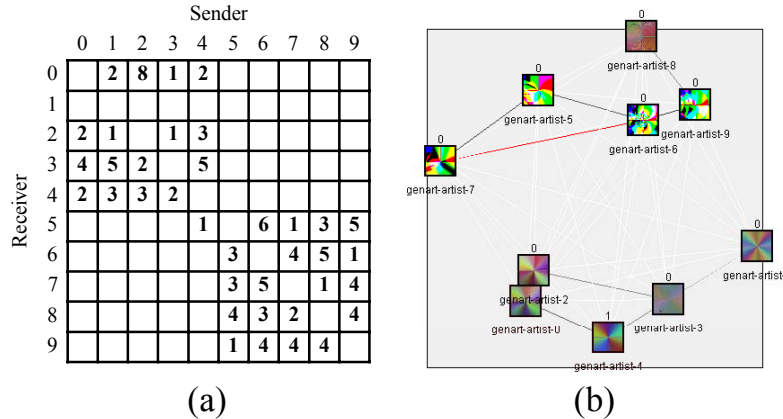 Sender
0 1 2 3 4 5 6 7 8 9
Receiver
0 2 8 1 2
1
2 2 1 1 3
3 4 5 2 5
4 2 3 3 2
5 1 6 1 3 5
6 3 4 5 1
7 3 5 1 4
8 4 3 2 4
9 1 4 4 4
(a)
0
genart-artist-8
0
genart-artist-5
0
genart-artist-6
0
genart-artist-9
0
genart-artist-7
0
genart-artist-
0
genart-artist-2
genart-artist-0
0
genart-artist-3
1
genart-artist-4
(b)